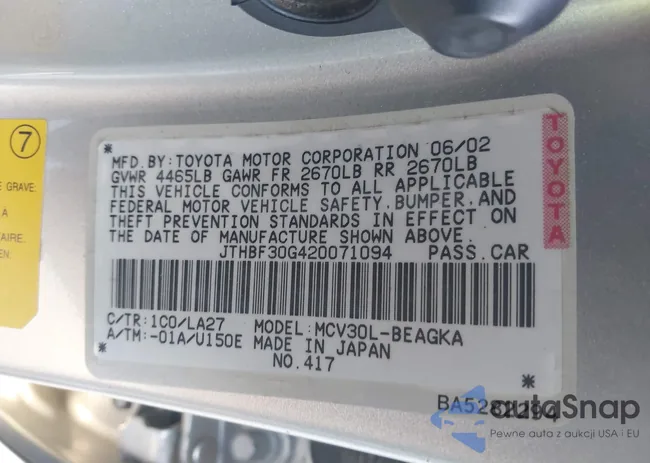 7
MFD. BY: TOYOTA MOTOR CORPORATION 06/02
GVWR 4465LB GAWR FR 2670LB RR 2670LB
THIS VEHICLE CONFORMS TO ALL APPLICABLE
FEDERAL MOTOR VEHICLE SAFETY, BUMPER, AND
THEFT PREVENTION STANDARDS IN EFFECT ON
THE DATE OF MANUFACTURE SHOWN ABOVE.
JTHBF30G420071094 PASS. CAR
C/TR: 1C0/LA27 MODEL: MCV30L-BEAGKA
A/TM: -01A/U150E MADE IN JAPAN
NO. 417
TOYOTA
E GRAVE.
A
TAIRE.
autaSnap
Pewne auta z aukcji USA i EU